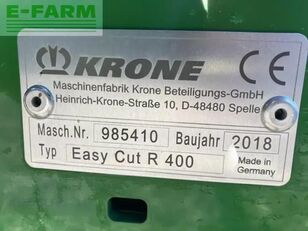 E-FARM
KRONE CE
Maschinenfabrik Krone Beteiligungs-GmbH
Heinrich-Krone-Straße 10, D-48480 Spelle
Masch.Nr. 985410 Baujahr 2018
Typ Easy Cut R 400 Made in Germany